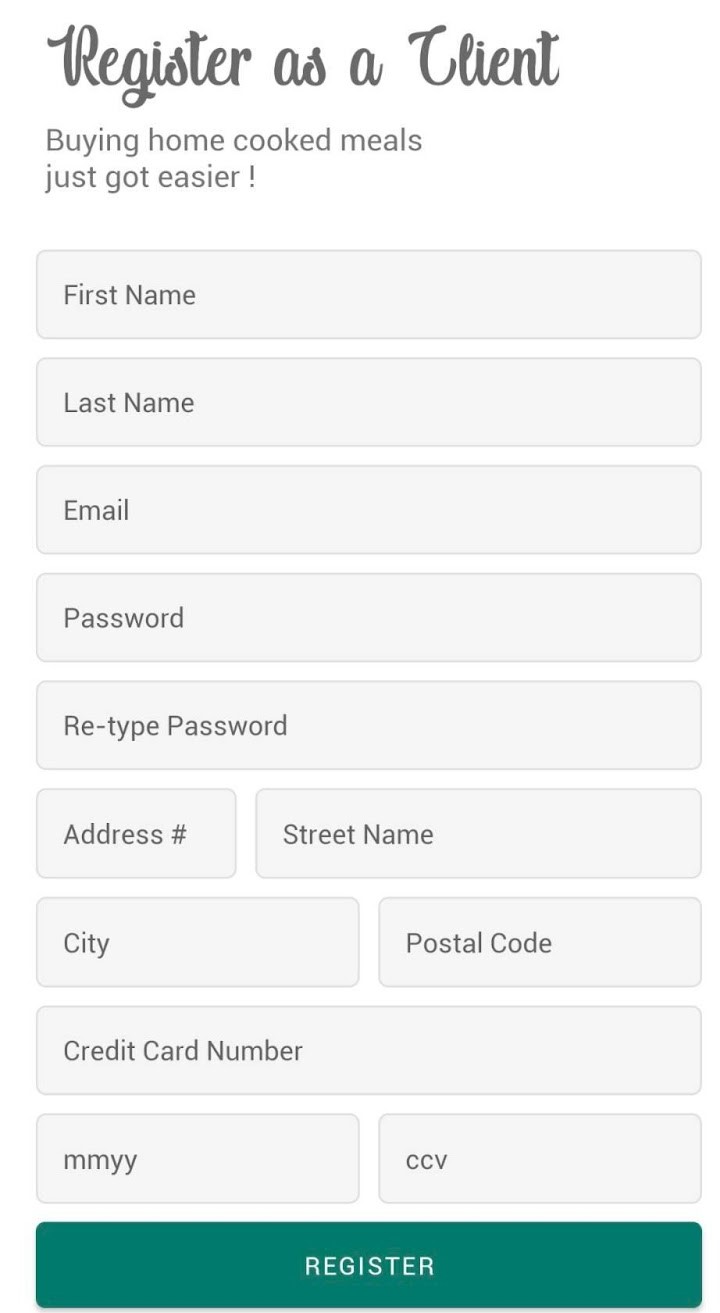 Register as a Client
Buying home cooked meals
just got easier !
First Name
Last Name
Email
Password
Re-type Password
Address # Street Name
City Postal Code
Credit Card Number
mmyy ccv
REGISTER